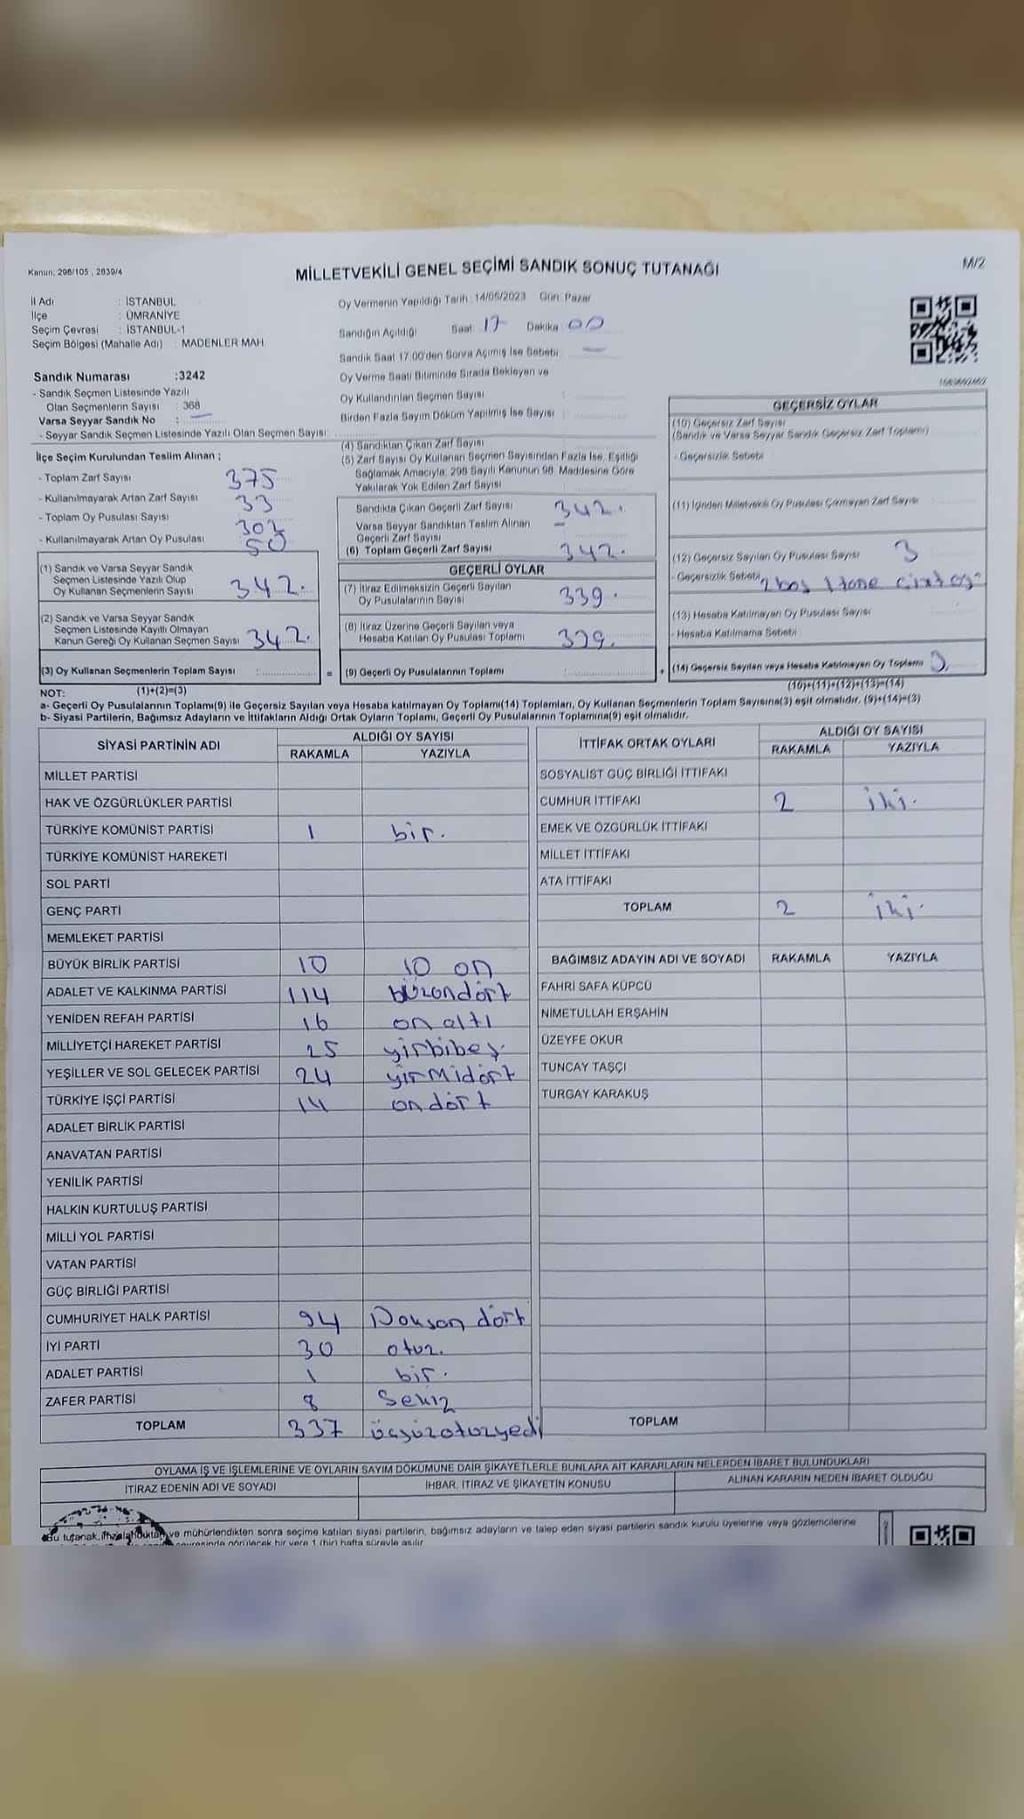 Kanun: 298/105 , 2839/4
MİLLETVEKİLİ GENEL SEÇİMİ SANDIK SONUÇ TUTANAĞI
M/2
İl Adı : İSTANBUL
İlçe : ÜMRANİYE
Seçim Çevresi : İSTANBUL-1
Seçim Bölgesi (Mahalle Adı) : MADENLER MAH.
Oy Vermenin Yapıldığı Tarih : 14/05/2023 Gün: Pazar
Sandığın Açıldığı Saat: 17 Dakika: 00
Sandık Saat 17.00'den Sonra Açılmış İse Sebebi: —
Oy Verme Saati Bitiminde Sırada Bekleyen ve
Oy Kullandırılan Seçmen Sayısı :
Birden Fazla Sayım Döküm Yapılmış İse Sayısı :
Sandık Numarası :3242
- Sandık Seçmen Listesinde Yazılı
Olan Seçmenlerin Sayısı : 368
Varsa Seyyar Sandık No : —
- Seyyar Sandık Seçmen Listesinde Yazılı Olan Seçmen Sayısı:
İlçe Seçim Kurulundan Teslim Alınan ;
- Toplam Zarf Sayısı 375
- Kullanılmayarak Artan Zarf Sayısı 33
- Toplam Oy Pusulası Sayısı
- Kullanılmayarak Artan Oy Pusulası 50
(1) Sandık ve Varsa Seyyar Sandık
Seçmen Listesinde Yazılı Olup
Oy Kullanan Seçmenlerin Sayısı 342.
(2) Sandık ve Varsa Seyyar Sandık
Seçmen Listesinde Kayıtlı Olmayan
Kanun Gereği Oy Kullanan Seçmen Sayısı 342.
(3) Oy Kullanan Seçmenlerin Toplam Sayısı :
(4) Sandıktan Çıkan Zarf Sayısı
(5) Zarf Sayısı Oy Kullanan Seçmen Sayısından Fazla İse, Eşitliği
Sağlamak Amacıyla; 298 Sayılı Kanunun 98. Maddesine Göre
Yakılarak Yok Edilen Zarf Sayısı
Sandıkta Çıkan Geçerli Zarf Sayısı 342.
Varsa Seyyar Sandıktan Teslim Alınan
Geçerli Zarf Sayısı —
(6) Toplam Geçerli Zarf Sayısı 342.
GEÇERLİ OYLAR
(7) İtiraz Edilmeksizin Geçerli Sayılan
Oy Pusulalarının Sayısı 339.
(8) İtiraz Üzerine Geçerli Sayılan veya
Hesaba Katılan Oy Pusulası Toplamı 339.
= (9) Geçerli Oy Pusulalarının Toplamı
GEÇERSİZ OYLAR
(10) Geçersiz Zarf Sayısı
(Sandık ve Varsa Seyyar Sandık Geçersiz Zarf Toplamı)
- Geçersizlik Sebebi
(11) İçinden Milletvekili Oy Pusulası Çıkmayan Zarf Sayısı
(12) Geçersiz Sayılan Oy Pusulası Sayısı 3
- Geçersizlik Sebebi 2 boş 1 tane
(13) Hesaba Katılmayan Oy Pusulası Sayısı
- Hesaba Katılmama Sebebi
+ (14) Geçersiz Sayılan veya Hesaba Katılmayan Oy Toplamı
(10)+(11)+(12)+(13)=(14)
NOT: (1)+(2)=(3)
a- Geçerli Oy Pusulalarının Toplamı(9) ile Geçersiz Sayılan veya Hesaba katılmayan Oy Toplamı(14) Toplamları, Oy Kullanan Seçmenlerin Toplam Sayısına(3) eşit olmalıdır. (9)+(14)=(3)
b- Siyasi Partilerin, Bağımsız Adayların ve İttifakların Aldığı Ortak Oyların Toplamı, Geçerli Oy Pusulalarının Toplamına(9) eşit olmalıdır.
SİYASİ PARTİNİN ADI ALDIĞI OY SAYISI
RAKAMLA YAZIYLA
MİLLET PARTİSİ
HAK VE ÖZGÜRLÜKLER PARTİSİ
TÜRKİYE KOMÜNİST PARTİSİ 1 bir.
TÜRKİYE KOMÜNİST HAREKETİ
SOL PARTİ
GENÇ PARTİ
MEMLEKET PARTİSİ
BÜYÜK BİRLİK PARTİSİ 10 10 on
ADALET VE KALKINMA PARTİSİ 114 yüzondört
YENİDEN REFAH PARTİSİ 16 on altı
MİLLİYETÇİ HAREKET PARTİSİ 25 yirbibeş
YEŞİLLER VE SOL GELECEK PARTİSİ 24 yirmidört
TÜRKİYE İŞÇİ PARTİSİ 14 ondört
ADALET BİRLİK PARTİSİ
ANAVATAN PARTİSİ
YENİLİK PARTİSİ
HALKIN KURTULUŞ PARTİSİ
MİLLİ YOL PARTİSİ
VATAN PARTİSİ
GÜÇ BİRLİĞİ PARTİSİ
CUMHURİYET HALK PARTİSİ 94 Doksan dört
İYİ PARTİ 30 otuz.
ADALET PARTİSİ 1 bir.
ZAFER PARTİSİ 8 Sekiz
TOPLAM 337 üçyüzotuzyedi
İTTİFAK ORTAK OYLARI ALDIĞI OY SAYISI
RAKAMLA YAZIYLA
SOSYALİST GÜÇ BİRLİĞİ İTTİFAKI
CUMHUR İTTİFAKI 2 iki.
EMEK VE ÖZGÜRLÜK İTTİFAKI
MİLLET İTTİFAKI
ATA İTTİFAKI
TOPLAM 2 iki.
BAĞIMSIZ ADAYIN ADI VE SOYADI RAKAMLA YAZIYLA
FAHRİ SAFA KÜPCÜ
NİMETULLAH ERŞAHİN
ÜZEYFE OKUR
TUNCAY TAŞÇI
TURGAY KARAKUŞ
TOPLAM
OYLAMA İŞ VE İŞLEMLERİNE VE OYLARIN SAYIM DÖKÜMÜNE DAİR ŞİKAYETLERLE BUNLARA AİT KARARLARIN NELERDEN İBARET BULUNDUKLARI
İTİRAZ EDENİN ADI VE SOYADI İHBAR, İTİRAZ VE ŞİKAYETİN KONUSU ALINAN KARARIN NEDEN İBARET OLDUĞU
Bu tutanak, imzalandıktan ve mühürlendikten sonra seçime katılan siyasi partilerin, bağımsız adayların ve talep eden siyasi partilerin sandık kurulu üyelerine veya gözlemcilerine
görülecek bir yere 1 (bir) hafta süreyle asılır